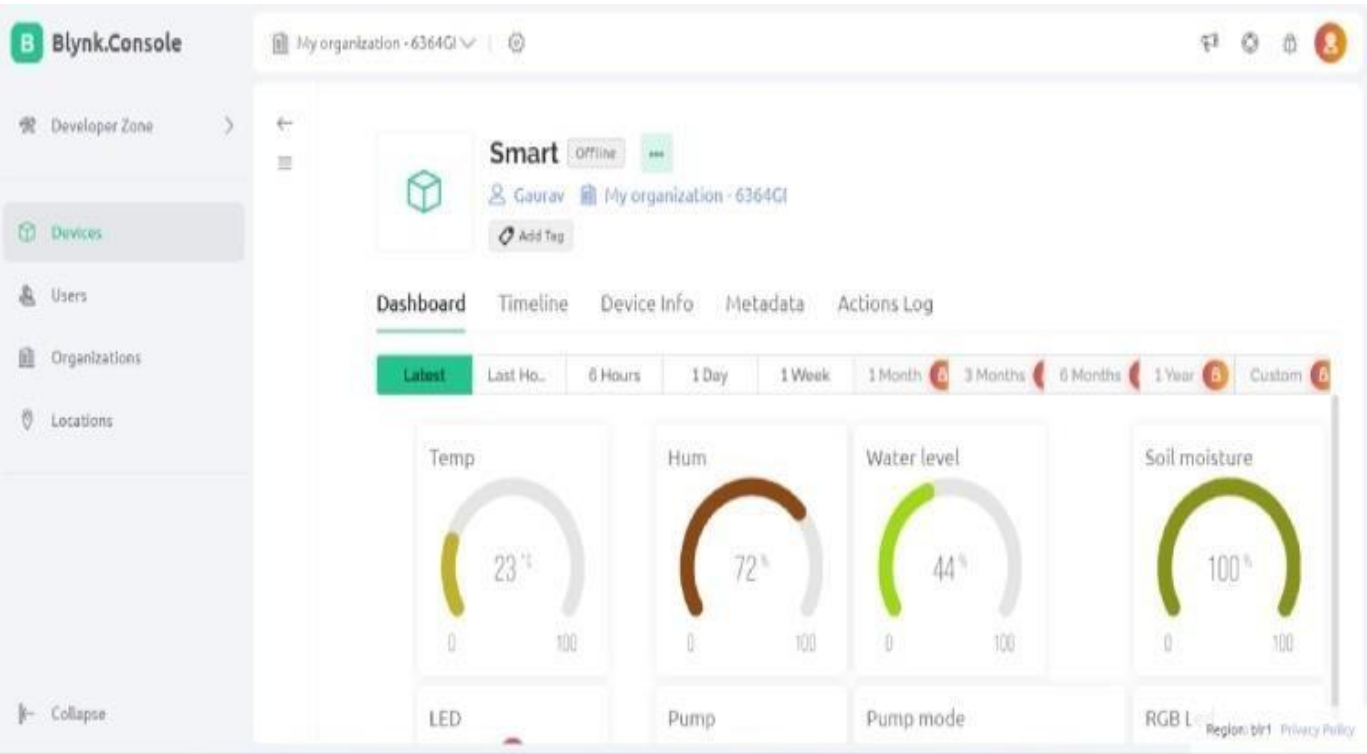 B Blynk.Console
My organization - 6364GI
Developer Zone
Devices
Users
Organizations
Locations
Collapse
Smart Offline ...
Gaurav My organization - 6364GI
Add Tag
Dashboard Timeline Device Info Metadata Actions Log
Latest Last Ho... 6 Hours 1 Day 1 Week 1 Month 3 Months 6 Months 1 Year Custom
Temp
23 °C
0 100
Hum
72 %
0 100
Water level
44 %
0 100
Soil moisture
100 %
0 100
LED
Pump
Pump mode
RGB L
Region: blr1 Privacy Policy